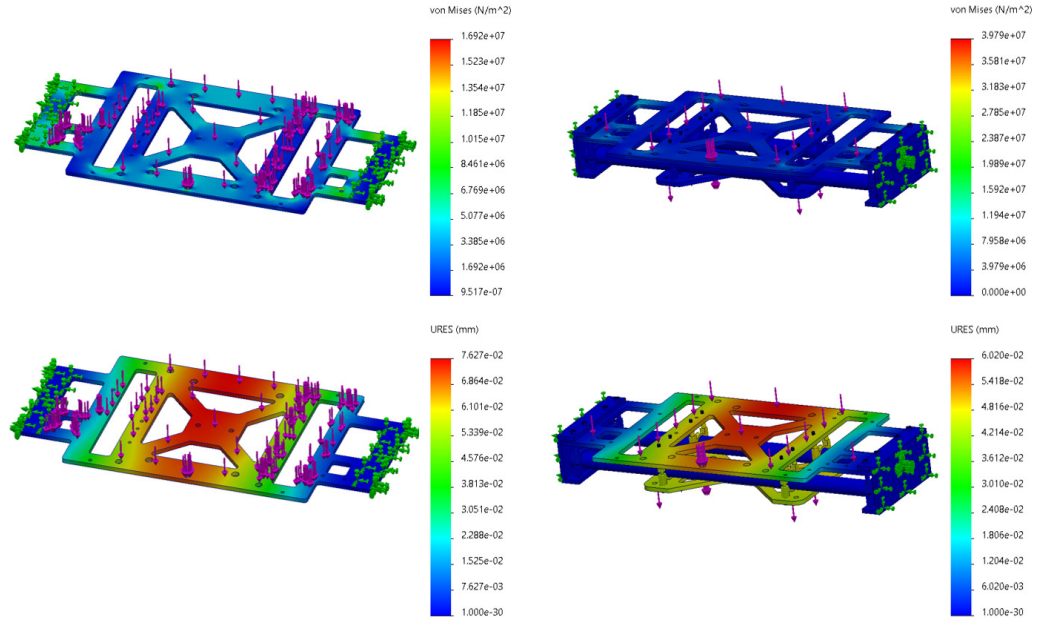 von Mises (N/m^2)
1.692e+07
1.523e+07
1.354e+07
1.185e+07
1.015e+07
8.461e+06
6.769e+06
5.077e+06
3.385e+06
1.692e+06
9.517e-07
von Mises (N/m^2)
3.979e+07
3.581e+07
3.183e+07
2.785e+07
2.387e+07
1.989e+07
1.592e+07
1.194e+07
7.958e+06
3.979e+06
0.000e+00
URES (mm)
7.627e-02
6.864e-02
6.101e-02
5.339e-02
4.576e-02
3.813e-02
3.051e-02
2.288e-02
1.525e-02
7.627e-03
1.000e-30
URES (mm)
6.020e-02
5.418e-02
4.816e-02
4.214e-02
3.612e-02
3.010e-02
2.408e-02
1.806e-02
1.204e-02
6.020e-03
1.000e-30